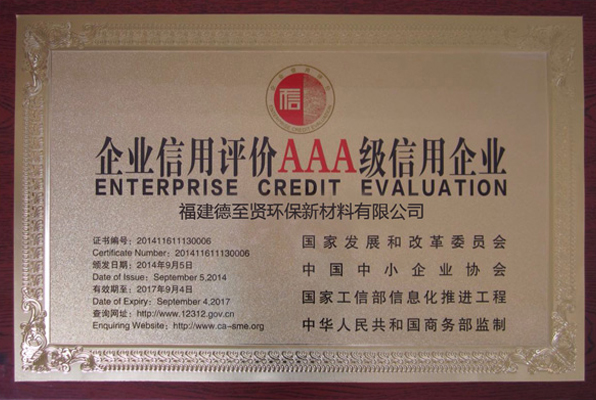 信
企业信用评价AAA级信用企业
ENTERPRISE CREDIT EVALUATION
福建德至贤环保新材料有限公司
证书编号：201411611130006
Certificate Number：201411611130006
颁发日期：2014年9月5日
Date of Issue：September 5,2014
有效期至：2017年9月4日
Date of Expiry：September 4,2017
查询网址：http://www.12312.gov.cn
Enquiring Website：http://www.ca-sme.org
国家发展和改革委员会
中国中小企业协会
国家工信部信息化推进工程
中华人民共和国商务部监制